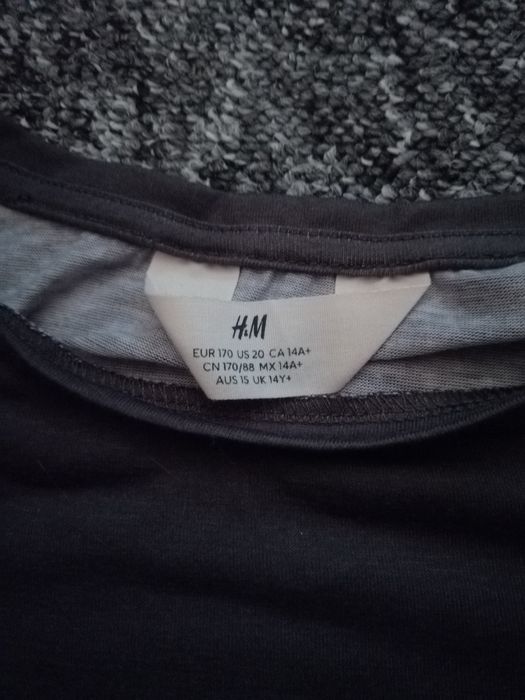 H&M
EUR 170 US 20 CA 14A+
CN 170/88 MX 14A+
AUS 15 UK 14Y+